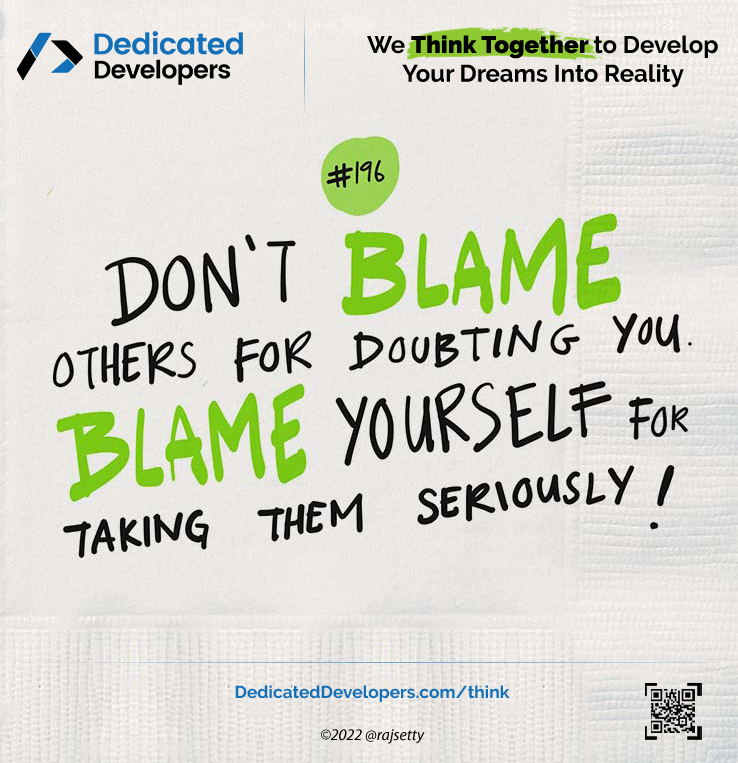 Dedicated
Developers
We Think Together to Develop
Your Dreams Into Reality
#196
DON'T BLAME
OTHERS FOR DOUBTING YOU.
BLAME YOURSELF FOR
TAKING THEM SERIOUSLY!
DedicatedDevelopers.com/think
©2022 @rajsetty